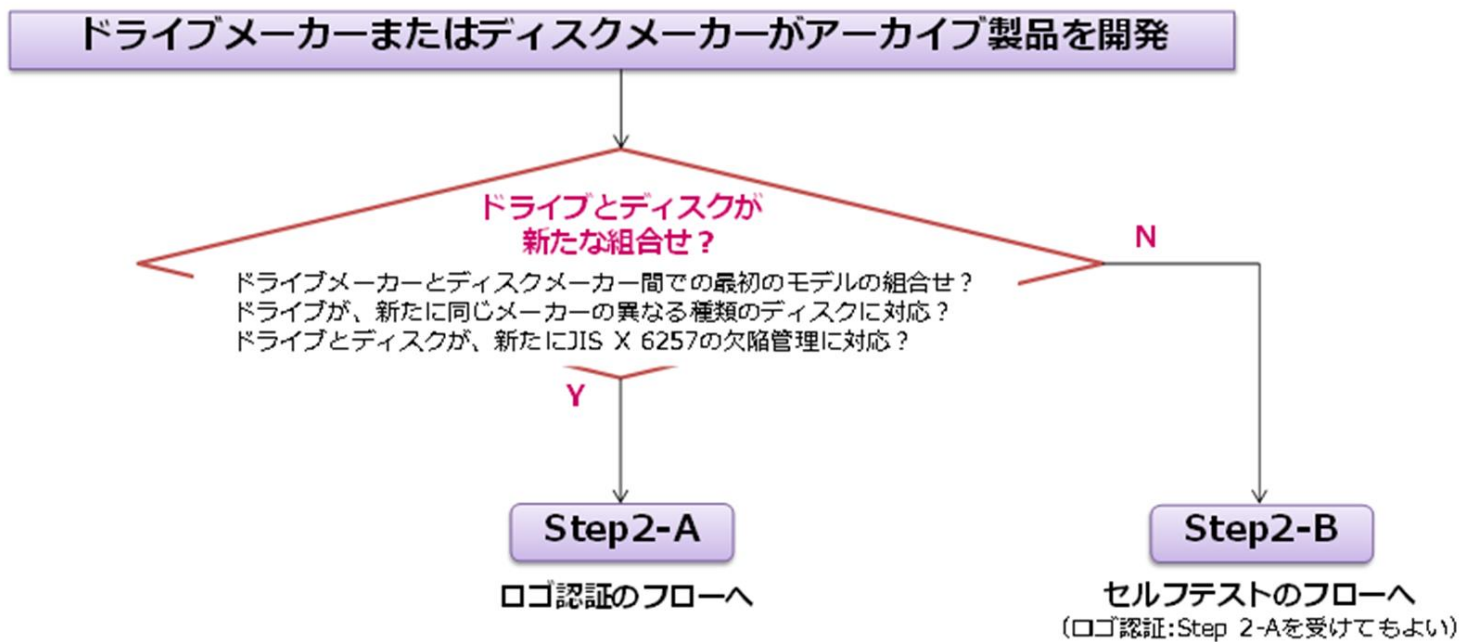 ドライブメーカーまたはディスクメーカーがアーカイブ製品を開発
ドライブとディスクが
新たな組合せ？
N
ドライブメーカーとディスクメーカー間での最初のモデルの組合せ？
ドライブが、新たに同じメーカーの異なる種類のディスクに対応？
ドライブとディスクが、新たにJIS X 6257の欠陥管理に対応？
Y
Step2-A
Step2-B
ロゴ認証のフローへ
セルフテストのフローへ
(ロゴ認証:Step 2-Aを受けてもよい)